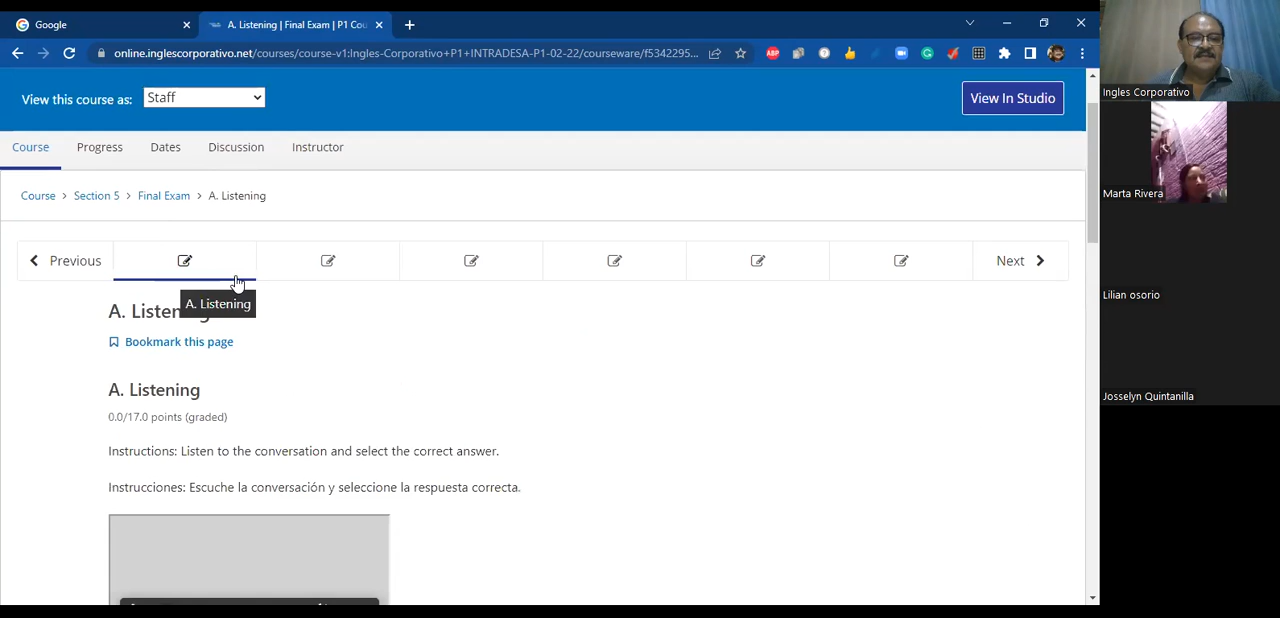 Google
A. Listening | Final Exam | P1 Cou
online.inglescorporativo.net/courses/course-v1:Ingles-Corporativo+P1+INTRADESA-P1-02-22/courseware/f5342295...
ABP
View this course as:
Staff
View In Studio
Course
Progress
Dates
Discussion
Instructor
Course > Section 5 > Final Exam > A. Listening
Previous
Next
A. Listening
A. Listening
Bookmark this page
A. Listening
0.0/17.0 points (graded)
Instructions: Listen to the conversation and select the correct answer.
Instrucciones: Escuche la conversación y seleccione la respuesta correcta.
Ingles Corporativo
Marta Rivera
Lilian osorio
Josselyn Quintanilla